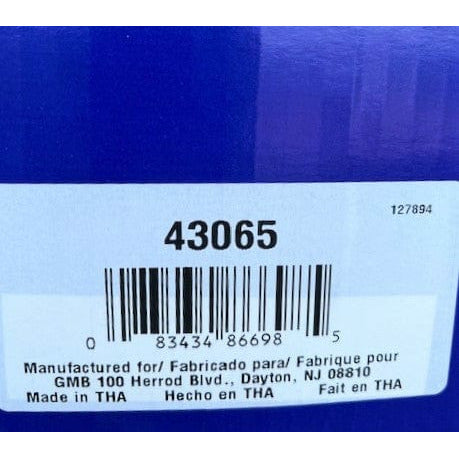 127894
43065
0 83434 86698 5
Manufactured for/ Fabricado para/ Fabrique pour
GMB 100 Herrod Blvd., Dayton, NJ 08810
Made in THA Hecho en THA Fait en THA